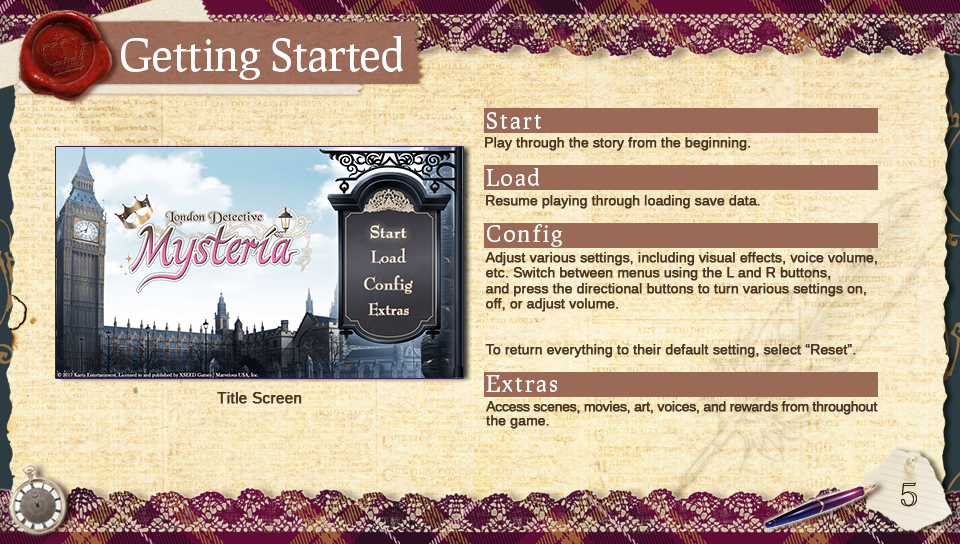 Getting Started
London Detective
Mystería
Start
Load
Config
Extras
© 2017 Karin Entertainment. Licensed to and published by XSEED Games / Marvelous USA, Inc.
Title Screen
Start
Play through the story from the beginning.
Load
Resume playing through loading save data.
Config
Adjust various settings, including visual effects, voice volume,
etc. Switch between menus using the L and R buttons,
and press the directional buttons to turn various settings on,
off, or adjust volume.
To return everything to their default setting, select “Reset”.
Extras
Access scenes, movies, art, voices, and rewards from throughout
the game.
5